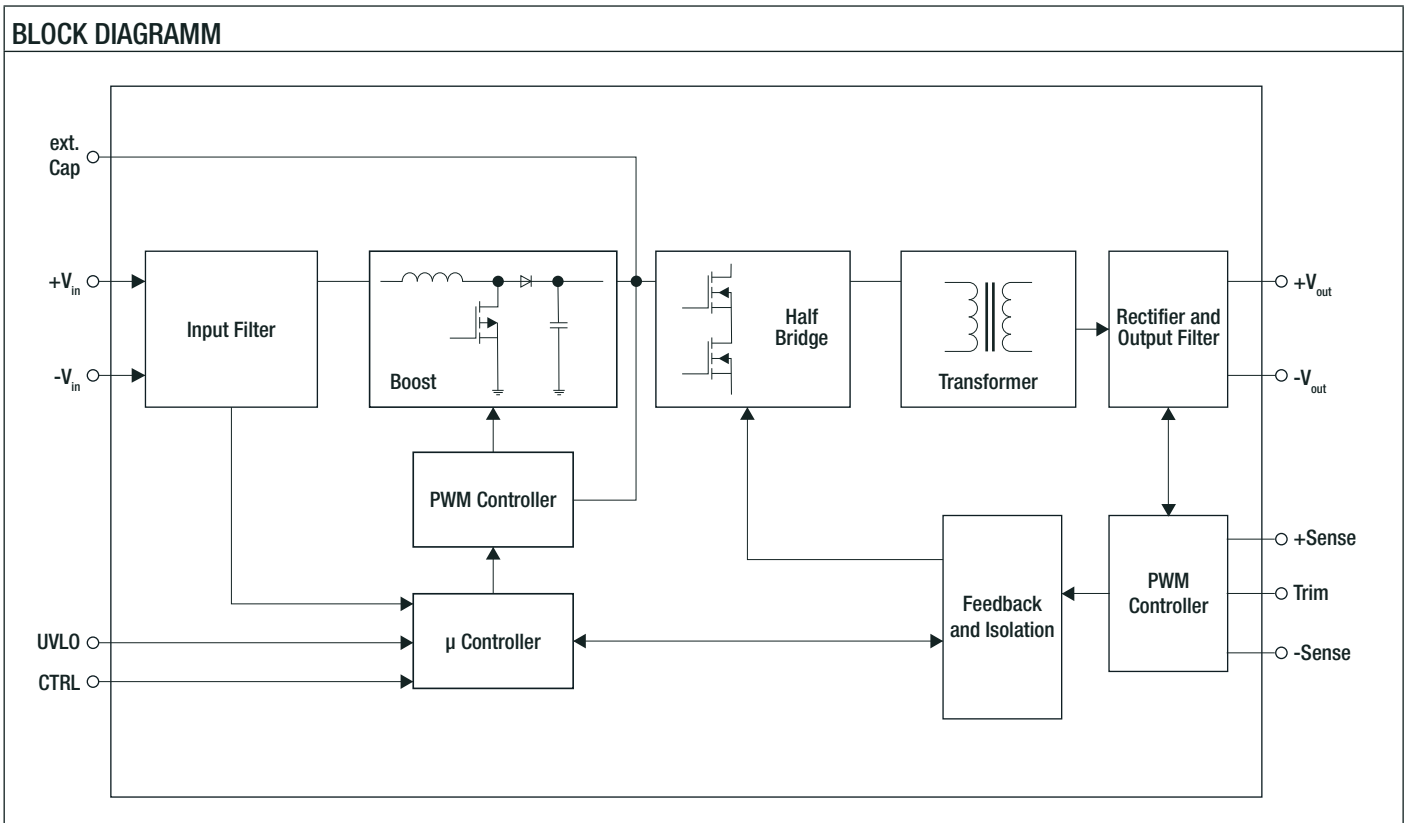 BLOCK DIAGRAMM
ext.
Cap
+Vin
-Vin
Input Filter
Boost
Half
Bridge
Transformer
Rectifier and
Output Filter
+Vout
-Vout
PWM Controller
µ Controller
UVLO
CTRL
Feedback
and Isolation
PWM
Controller
+Sense
Trim
-Sense